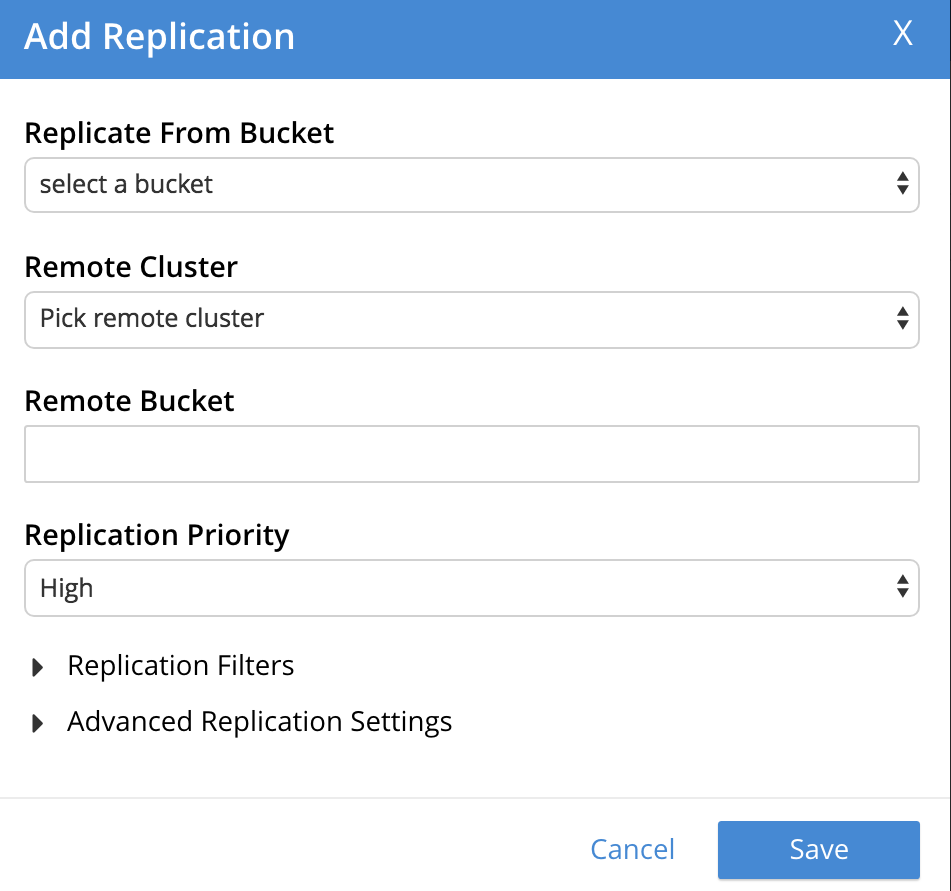 Add Replication X
Replicate From Bucket
select a bucket
Remote Cluster
Pick remote cluster
Remote Bucket
Replication Priority
High
Replication Filters
Advanced Replication Settings
Cancel Save